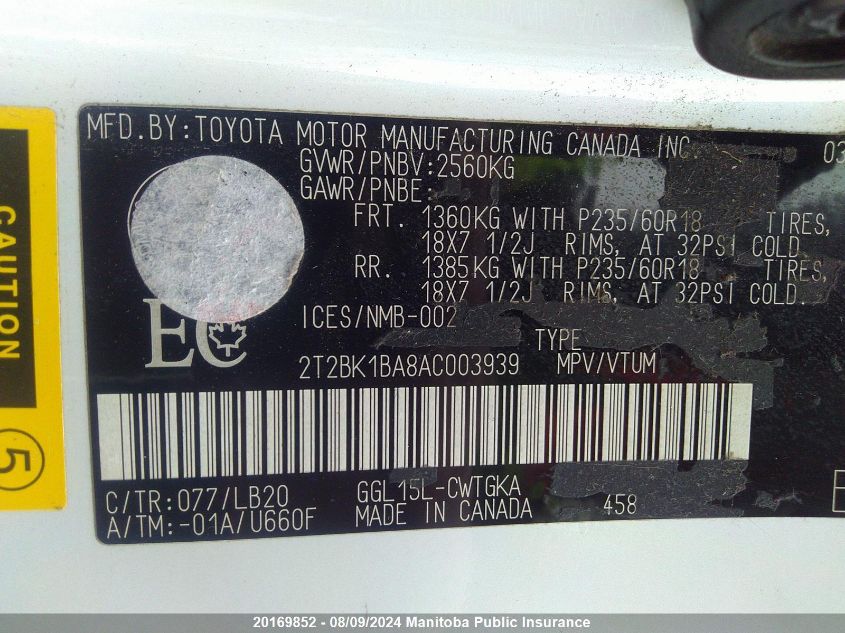 MFD.BY:TOYOTA MOTOR MANUFACTURING CANADA INC. 03
GVWR/PNBV:2560KG
GAWR/PNBE:
FRT. 1360KG WITH P235/60R18 TIRES,
18X7 1/2J RIMS, AT 32PSI COLD.
RR. 1385KG WITH P235/60R18 TIRES,
18X7 1/2J RIMS, AT 32PSI COLD.
ICES/NMB-002
EC
TYPE
2T2BK1BA8AC003939 MPV/VTUM
C/TR:077/LB20 GGL15L-CWTGKA
A/TM:-01A/U660F MADE IN CANADA 458
CAUTION
5
20169852 - 08/09/2024 Manitoba Public Insurance